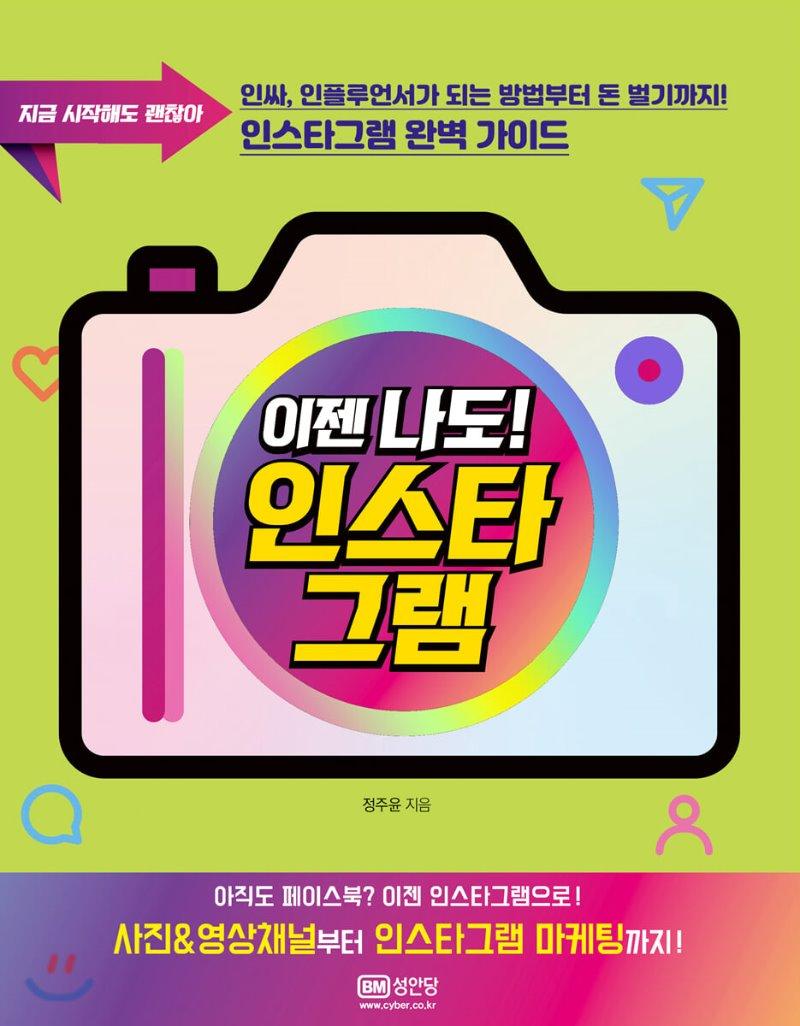 지금 시작해도 괜찮아
인싸, 인플루언서가 되는 방법부터 돈 벌기까지!
인스타그램 완벽 가이드
이젠 나도!
인스타
그램
정주윤 지음
아직도 페이스북? 이젠 인스타그램으로!
사진&영상채널부터 인스타그램 마케팅까지!
BM 성안당
www.cyber.co.kr